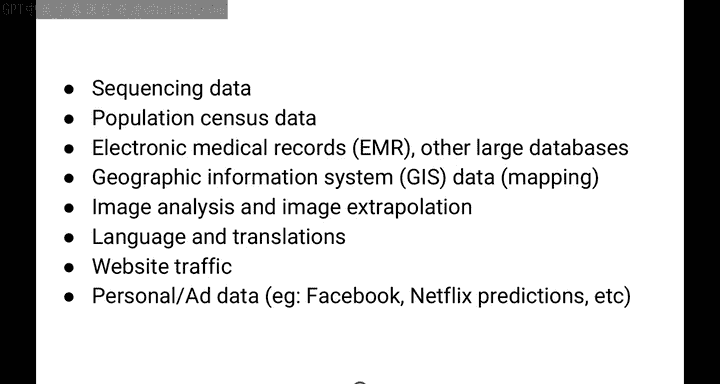 ● Sequencing data
● Population census data
● Electronic medical records (EMR), other large databases
● Geographic information system (GIS) data (mapping)
● Image analysis and image extrapolation
● Language and translations
● Website traffic
● Personal/Ad data (eg: Facebook, Netflix predictions, etc)